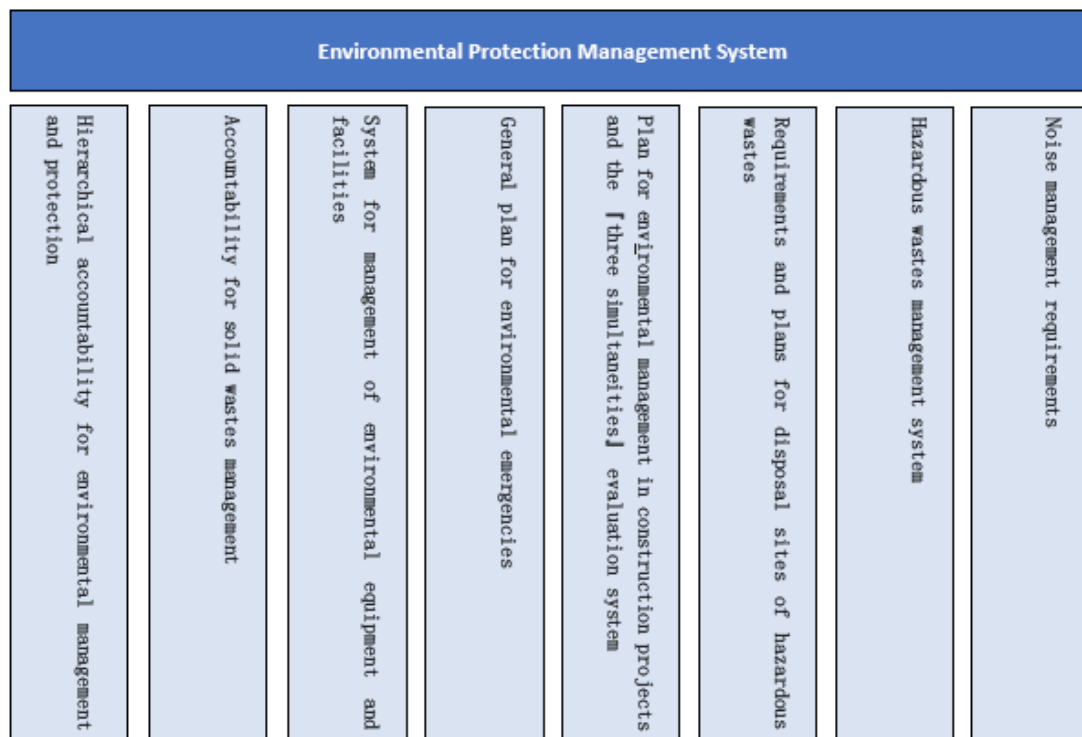 Environmental Protection Management System
Hierarchical accountability for environmental management
and protection
Accountability for solid wastes management
System for management of environmental equipment and
facilities
General plan for environmental emergencies
Plan for environmental management in construction projects
and the 『three simultaneities』 evaluation system
Requirements and plans for disposal sites of hazardous
wastes
Hazardous wastes management system
Noise management requirements